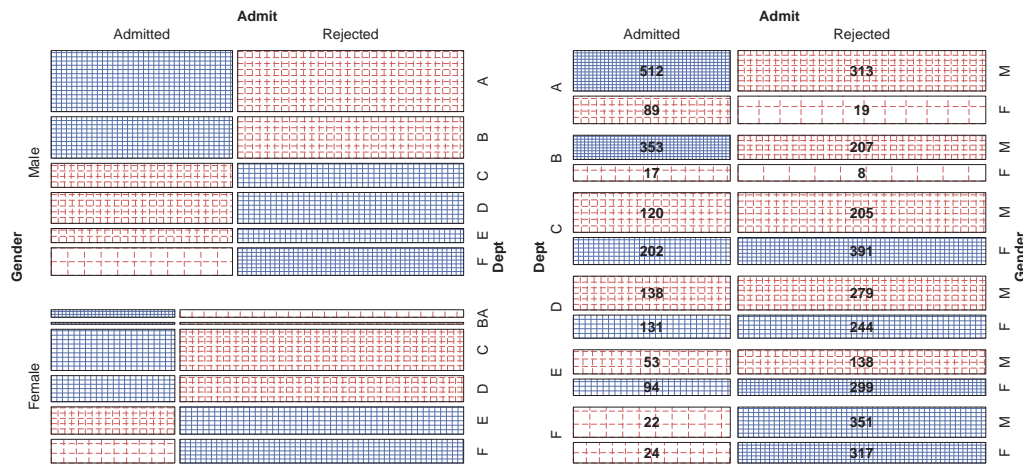 Admit
Admitted Rejected
Gender
Male
Female
A
B
C
D
E
F
BA
C
D
E
F
Dept
Admit
Admitted Rejected
Dept
A
512 313 M
89 19 F
B
353 207 M
17 8 F
C
120 205 M
202 391 F
D
138 279 M
131 244 F
E
53 138 M
94 299 F
F
22 351 M
24 317 F
Gender